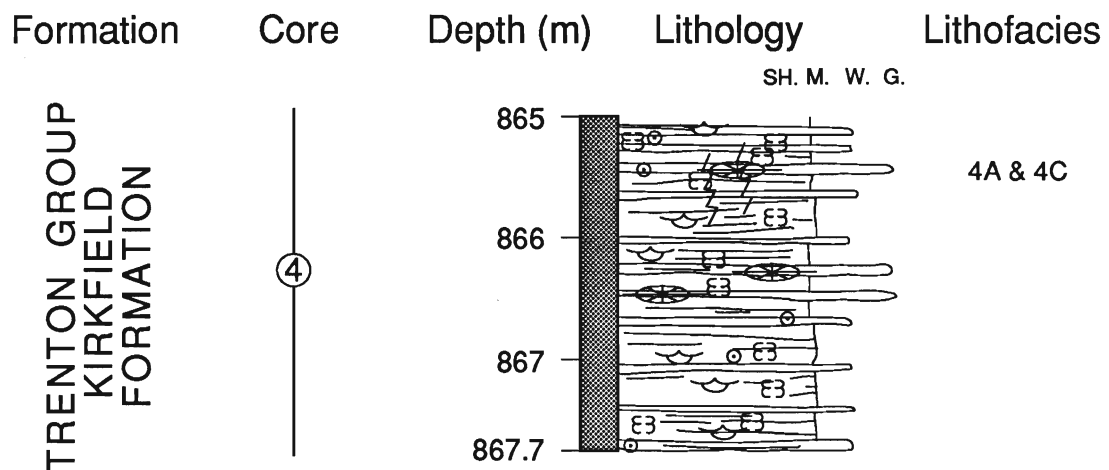 Formation Core Depth (m) Lithology Lithofacies
SH. M. W. G.
TRENTON GROUP
KIRKFIELD
FORMATION
4
865
866
867
867.7
4A & 4C